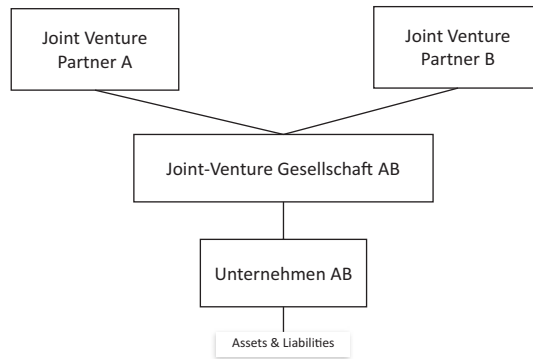 Joint Venture
Partner A
Joint Venture
Partner B
Joint-Venture Gesellschaft AB
Unternehmen AB
Assets & Liabilities